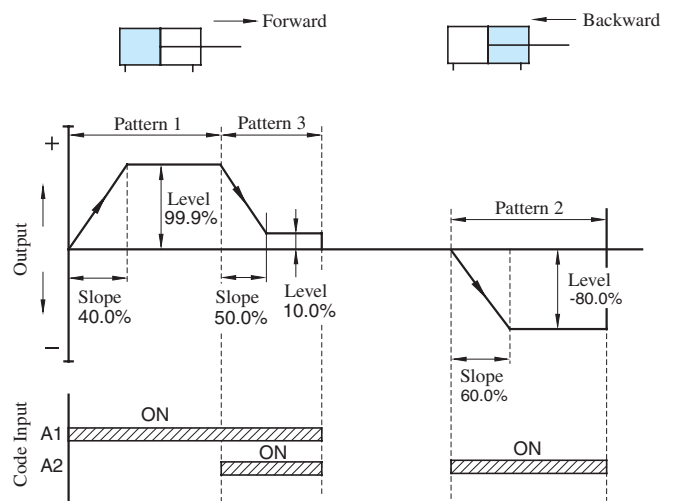 Forward
Backward
Pattern 1
Pattern 3
+
Level
99.9%
Pattern 2
Output
Slope
40.0%
Slope
50.0%
Level
10.0%
Level
-80.0%
−
Slope
60.0%
Code Input
A1
ON
A2
ON
ON